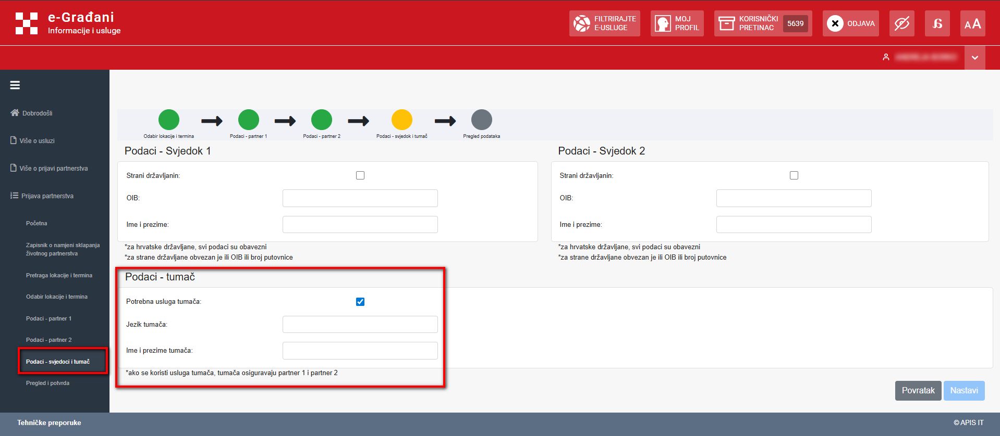 e-Građani
Informacije i usluge
FILTRIRAJTE
E-USLUGE
MOJ
PROFIL
KORISNIČKI
PRETINAC
5639
ODJAVA
AA
Dobrodošli
Više o usluzi
Više o prijavi partnerstva
Prijava partnerstva
Početna
Zapisnik o namjeni sklapanja
životnog partnerstva
Pretraga lokacije i termina
Odabir lokacije i termina
Podaci - partner 1
Podaci - partner 2
Podaci - svjedoci i tumač
Pregled i potvrda
Odabir lokacije i termina
Podaci - partner 1
Podaci - partner 2
Podaci - svjedok i tumač
Pregled podataka
Podaci - Svjedok 1
Strani državljanin:
OIB:
Ime i prezime:
*za hrvatske državljane, svi podaci su obavezni
*za strane državljane obvezan je ili OIB ili broj putovnice
Podaci - Svjedok 2
Strani državljanin:
OIB:
Ime i prezime:
*za hrvatske državljane, svi podaci su obavezni
*za strane državljane obvezan je ili OIB ili broj putovnice
Podaci - tumač
Potrebna usluga tumača:
Jezik tumača:
Ime i prezime tumača:
*ako se koristi usluga tumača, tumača osiguravaju partner 1 i partner 2
Povratak
Nastavi
Tehničke preporuke
© APIS IT